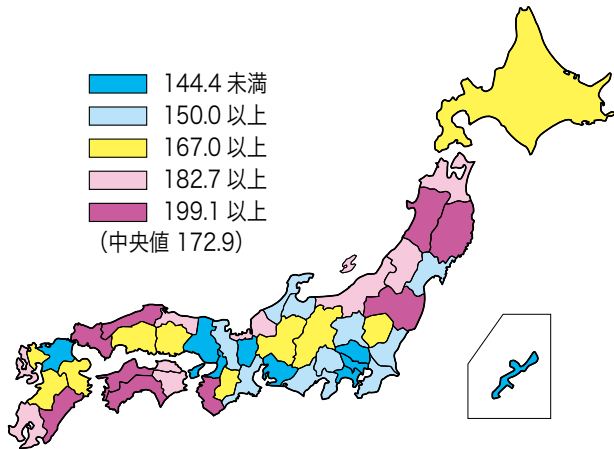 144.4 未満
150.0 以上
167.0 以上
182.7 以上
199.1 以上
(中央値 172.9)